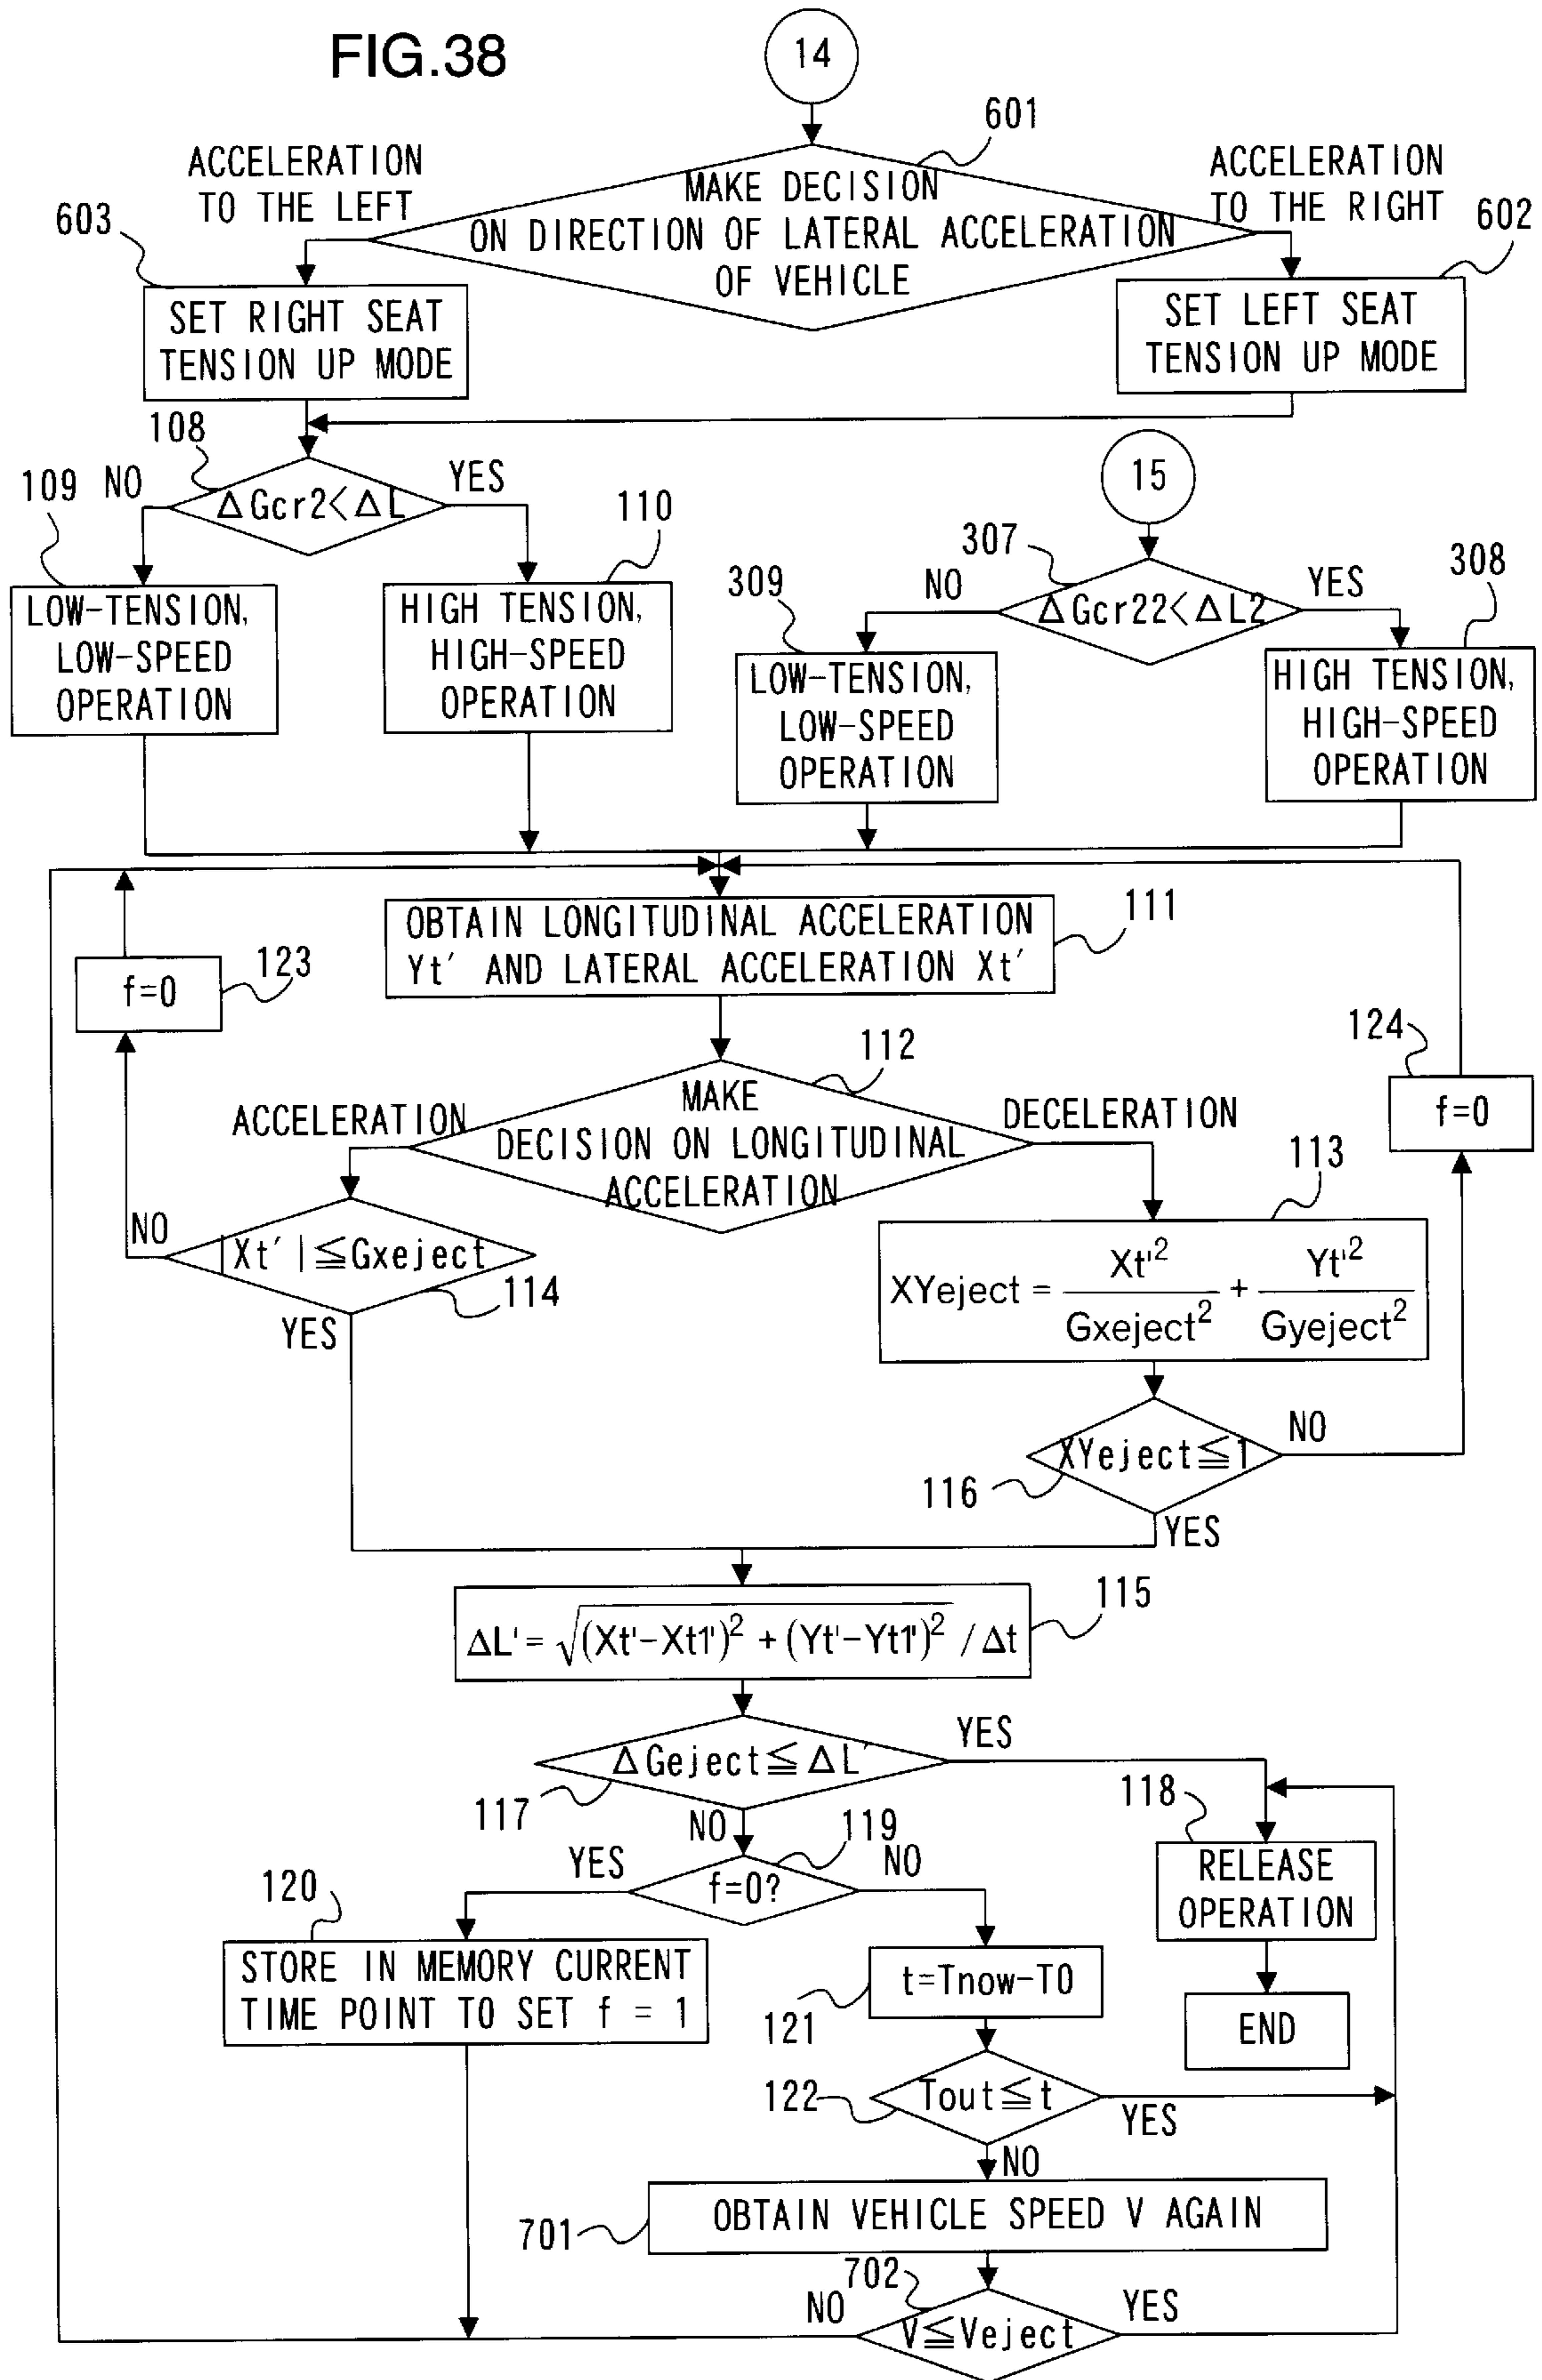 FIG.38
14
601
ACCELERATION
TO THE LEFT
MAKE DECISION
ON DIRECTION OF LATERAL ACCELERATION
OF VEHICLE
ACCELERATION
TO THE RIGHT
603
602
SET RIGHT SEAT
TENSION UP MODE
SET LEFT SEAT
TENSION UP MODE
108
109
NO
ΔGcr2<ΔL
YES
110
15
LOW-TENSION,
LOW-SPEED
OPERATION
HIGH TENSION,
HIGH-SPEED
OPERATION
307
309
NO
ΔGcr22<ΔL2
YES
308
LOW-TENSION,
LOW-SPEED
OPERATION
HIGH TENSION,
HIGH-SPEED
OPERATION
OBTAIN LONGITUDINAL ACCELERATION
Yt′ AND LATERAL ACCELERATION Xt′
111
f=0
123
112
124
f=0
ACCELERATION
MAKE
DECISION ON LONGITUDINAL
ACCELERATION
DECELERATION
113
NO
|Xt′|≦Gxeject
114
YES
XYeject = Xt'²/Gxeject² + Yt'²/Gyeject²
XYeject≦1
NO
116
YES
115
ΔL' = √(Xt'-Xt1')² + (Yt'-Yt1')² / Δt
ΔGeject≦ΔL′
YES
117
NO
118
RELEASE
OPERATION
END
119
YES
f=0?
NO
120
STORE IN MEMORY CURRENT
TIME POINT TO SET f = 1
t=Tnow-T0
121
Tout≦t
122
YES
NO
OBTAIN VEHICLE SPEED V AGAIN
701
702
NO
V≦Veject
YES